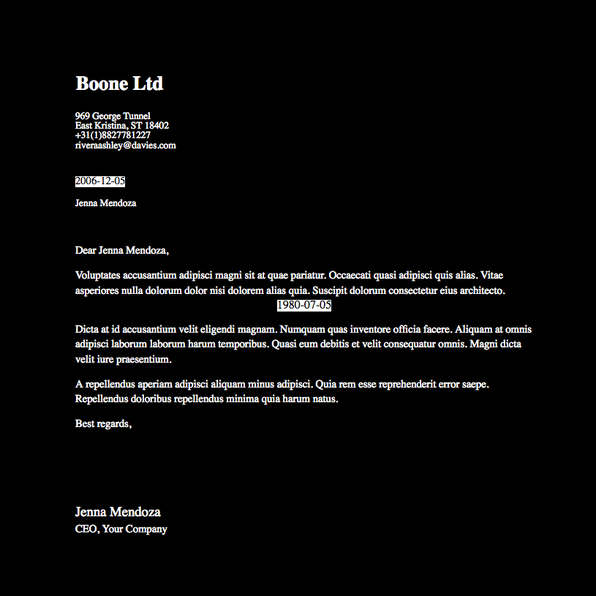 Boone Ltd
969 George Tunnel
East Kristina, ST 18402
+31(1)8827781227
riveraashley@davies.com
2006-12-05
Jenna Mendoza
Dear Jenna Mendoza,
Voluptates accusantium adipisci magni sit at quae pariatur. Occaecati quasi adipisci quis alias. Vitae
asperiores nulla dolorum dolor nisi dolorem alias quia. Suscipit dolorum consectetur eius architecto.
1980-07-05
Dicta at id accusantium velit eligendi magnam. Numquam quas inventore officia facere. Aliquam at omnis
adipisci laborum laborum harum temporibus. Quasi eum debitis et velit consequatur omnis. Magni dicta
velit iure praesentium.
A repellendus aperiam adipisci aliquam minus adipisci. Quia rem esse reprehenderit error saepe.
Repellendus doloribus repellendus minima quia harum natus.
Best regards,
Jenna Mendoza
CEO, Your Company